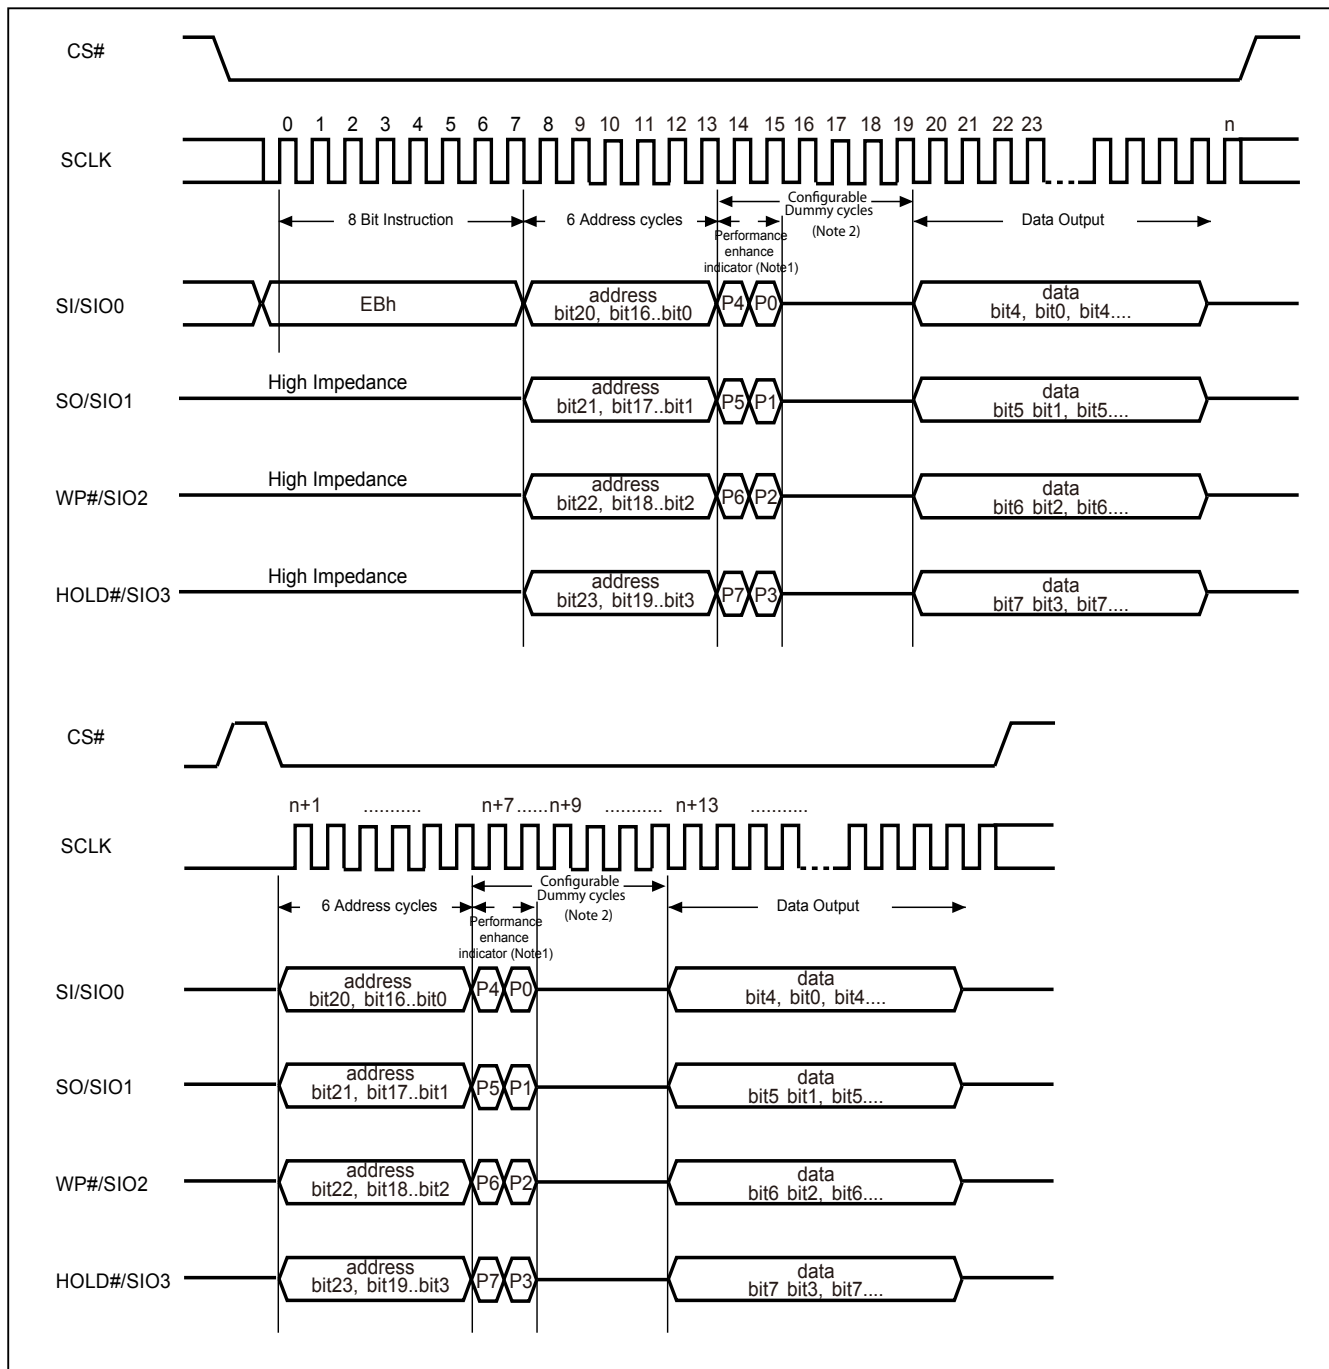 CS#
0 1 2 3 4 5 6 7 8 9 10 11 12 13 14 15 16 17 18 19 20 21 22 23 n
SCLK
8 Bit Instruction
6 Address cycles
Configurable
Dummy cycles
(Note 2)
Performance
enhance
indicator (Note1)
Data Output
SI/SIO0
EBh
address
bit20, bit16..bit0
P4 P0
data
bit4, bit0, bit4....
SO/SIO1
High Impedance
address
bit21, bit17..bit1
P5 P1
data
bit5 bit1, bit5....
WP#/SIO2
High Impedance
address
bit22, bit18..bit2
P6 P2
data
bit6 bit2, bit6....
HOLD#/SIO3
High Impedance
address
bit23, bit19..bit3
P7 P3
data
bit7 bit3, bit7....
CS#
n+1 ........... n+7 ...... n+9 ........... n+13 ...........
SCLK
6 Address cycles
Configurable
Dummy cycles
(Note 2)
Performance
enhance
indicator (Note1)
Data Output
SI/SIO0
address
bit20, bit16..bit0
P4 P0
data
bit4, bit0, bit4....
SO/SIO1
address
bit21, bit17..bit1
P5 P1
data
bit5 bit1, bit5....
WP#/SIO2
address
bit22, bit18..bit2
P6 P2
data
bit6 bit2, bit6....
HOLD#/SIO3
address
bit23, bit19..bit3
P7 P3
data
bit7 bit3, bit7....